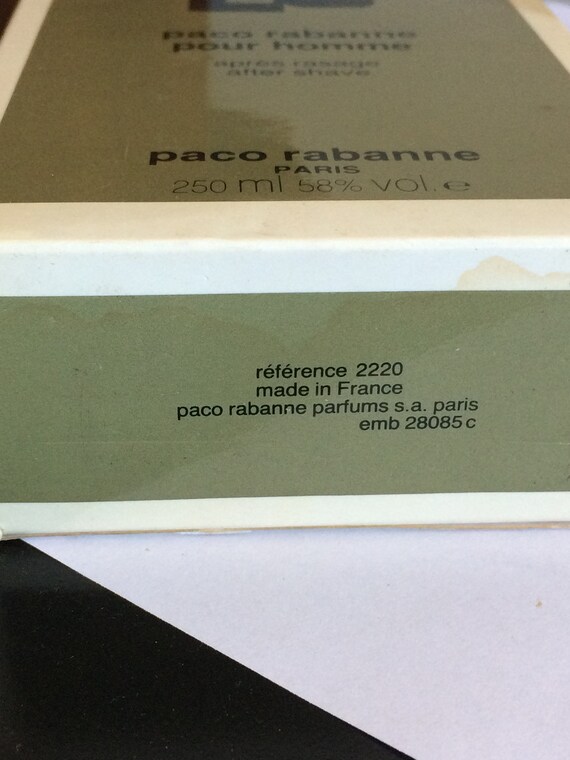 paco rabanne
pour homme
après rasage
after shave
paco rabanne
PARIS
250 ml 58% vol. e
référence 2220
made in France
paco rabanne parfums s.a. paris
emb 28085 c